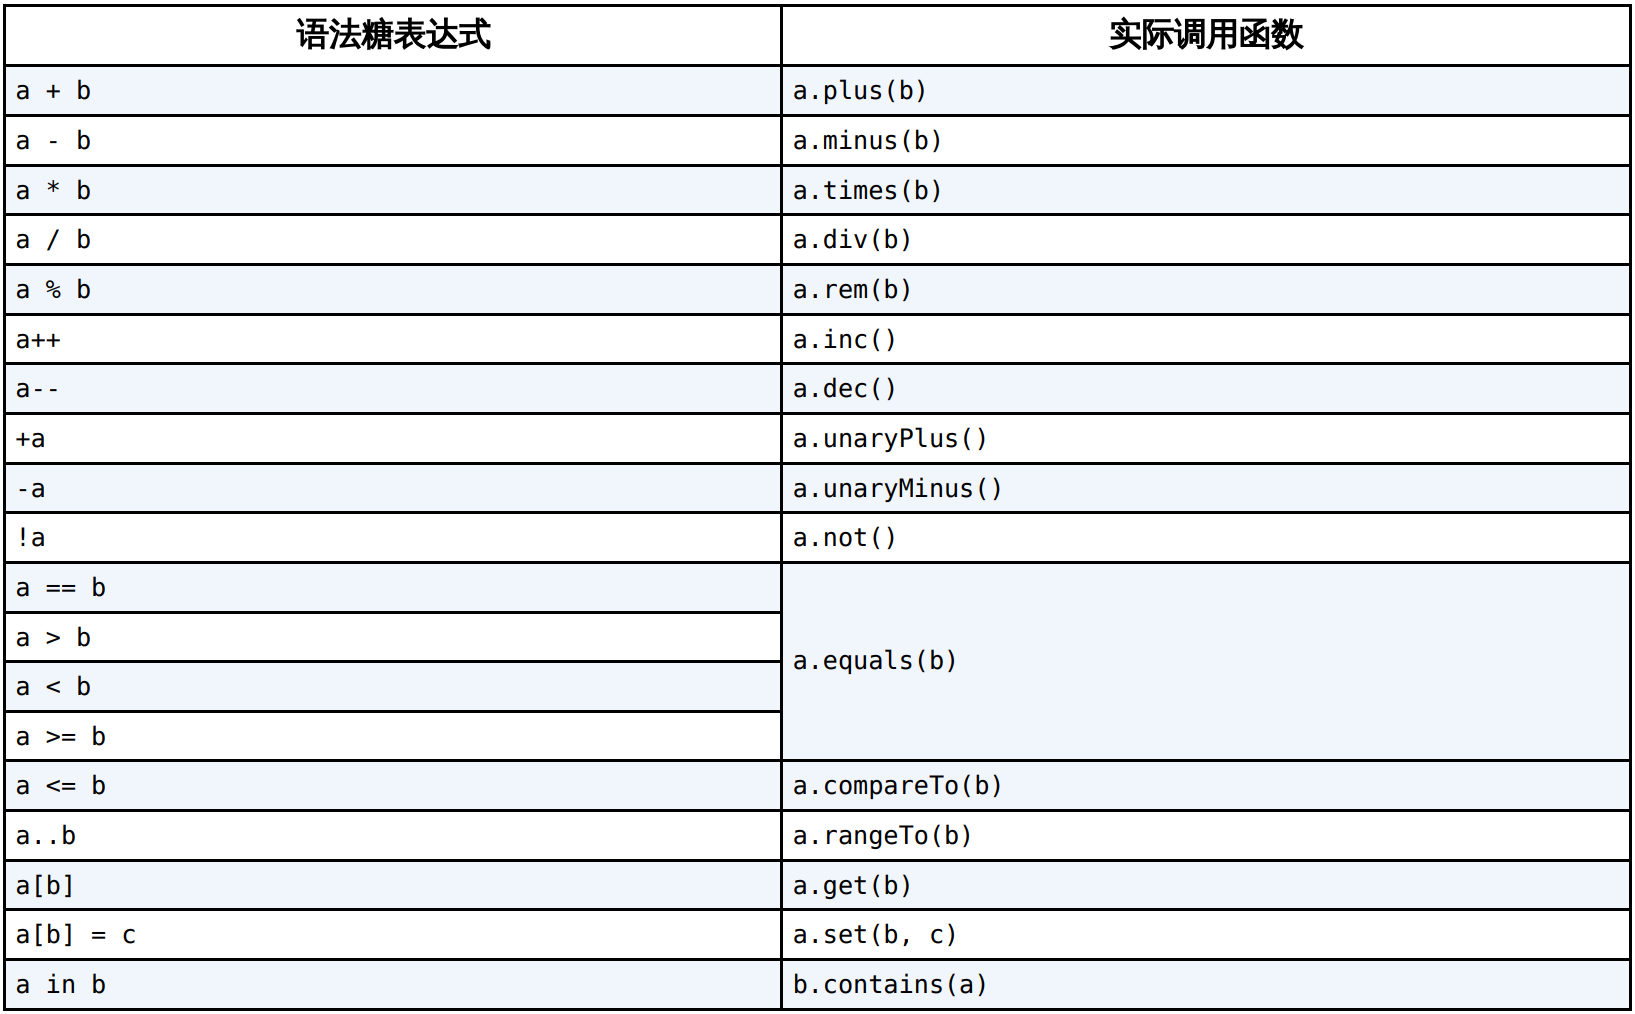 语法糖表达式 实际调用函数
a + b a.plus(b)
a - b a.minus(b)
a * b a.times(b)
a / b a.div(b)
a % b a.rem(b)
a++ a.inc()
a-- a.dec()
+a a.unaryPlus()
-a a.unaryMinus()
!a a.not()
a == b
a > b
a.equals(b)
a < b
a >= b
a <= b a.compareTo(b)
a..b a.rangeTo(b)
a[b] a.get(b)
a[b] = c a.set(b, c)
a in b b.contains(a)